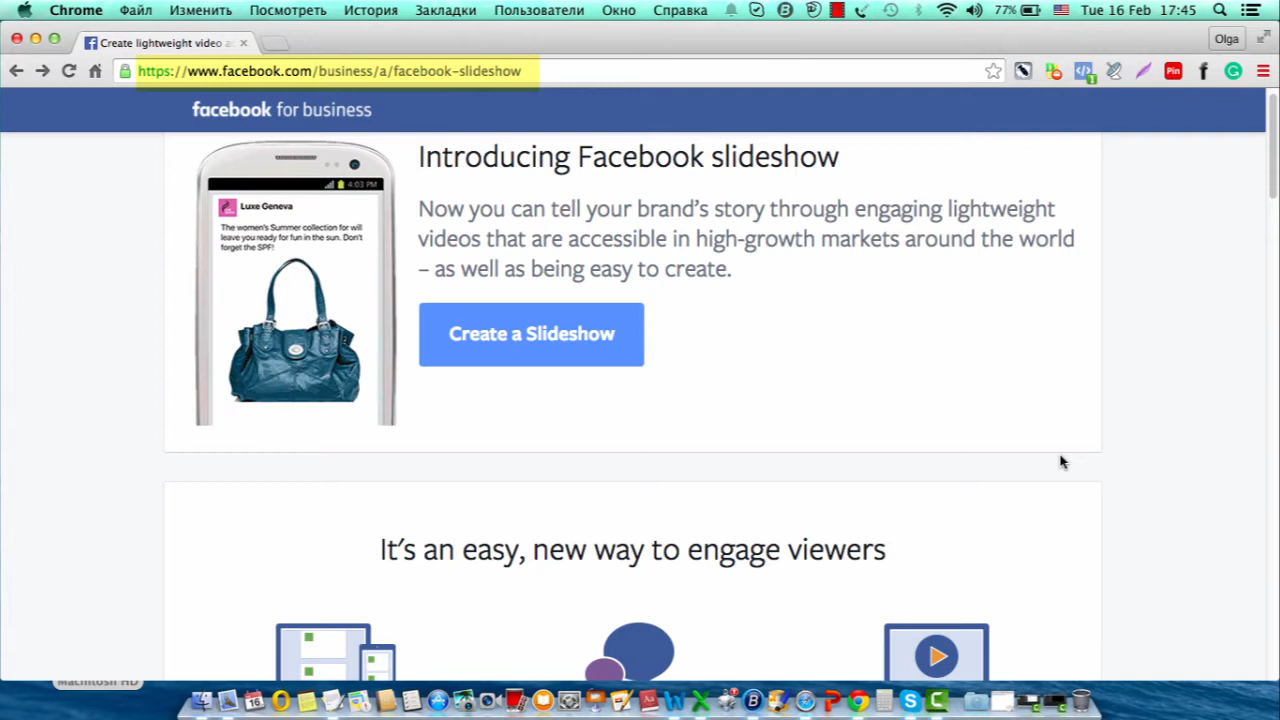 Chrome Файл Изменить Посмотреть История Закладки Пользователи Окно Справка 77% Tue 16 Feb 17:45
Create lightweight video a
Olga
https://www.facebook.com/business/a/facebook-slideshow
Pin
facebook for business
4:03 PM
Luxe Geneva
The women's Summer collection for will
leave you ready for fun in the sun. Don't
forget the SPF!
Introducing Facebook slideshow
Now you can tell your brand's story through engaging lightweight
videos that are accessible in high-growth markets around the world
– as well as being easy to create.
Create a Slideshow
It's an easy, new way to engage viewers
Macintosh HD